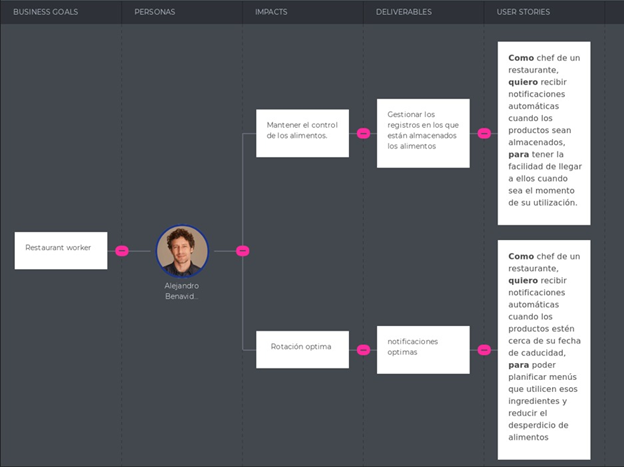 BUSINESS GOALS
PERSONAS
IMPACTS
DELIVERABLES
USER STORIES
Restaurant worker
Alejandro
Benavid...
Mantener el control
de los alimentos.
Gestionar los
registros en los que
están almacenados
los alimentos
Como chef de un
restaurante,
quiero recibir
notificaciones
automáticas
cuando los
productos sean
almacenados,
para tener la
facilidad de llegar
a ellos cuando
sea el momento
de su utilización.
Rotación optima
notificaciones
optimas
Como chef de un
restaurante,
quiero recibir
notificaciones
automáticas
cuando los
productos estén
cerca de su fecha
de caducidad,
para poder
planificar menús
que utilicen esos
ingredientes y
reducir el
desperdicio de
alimentos